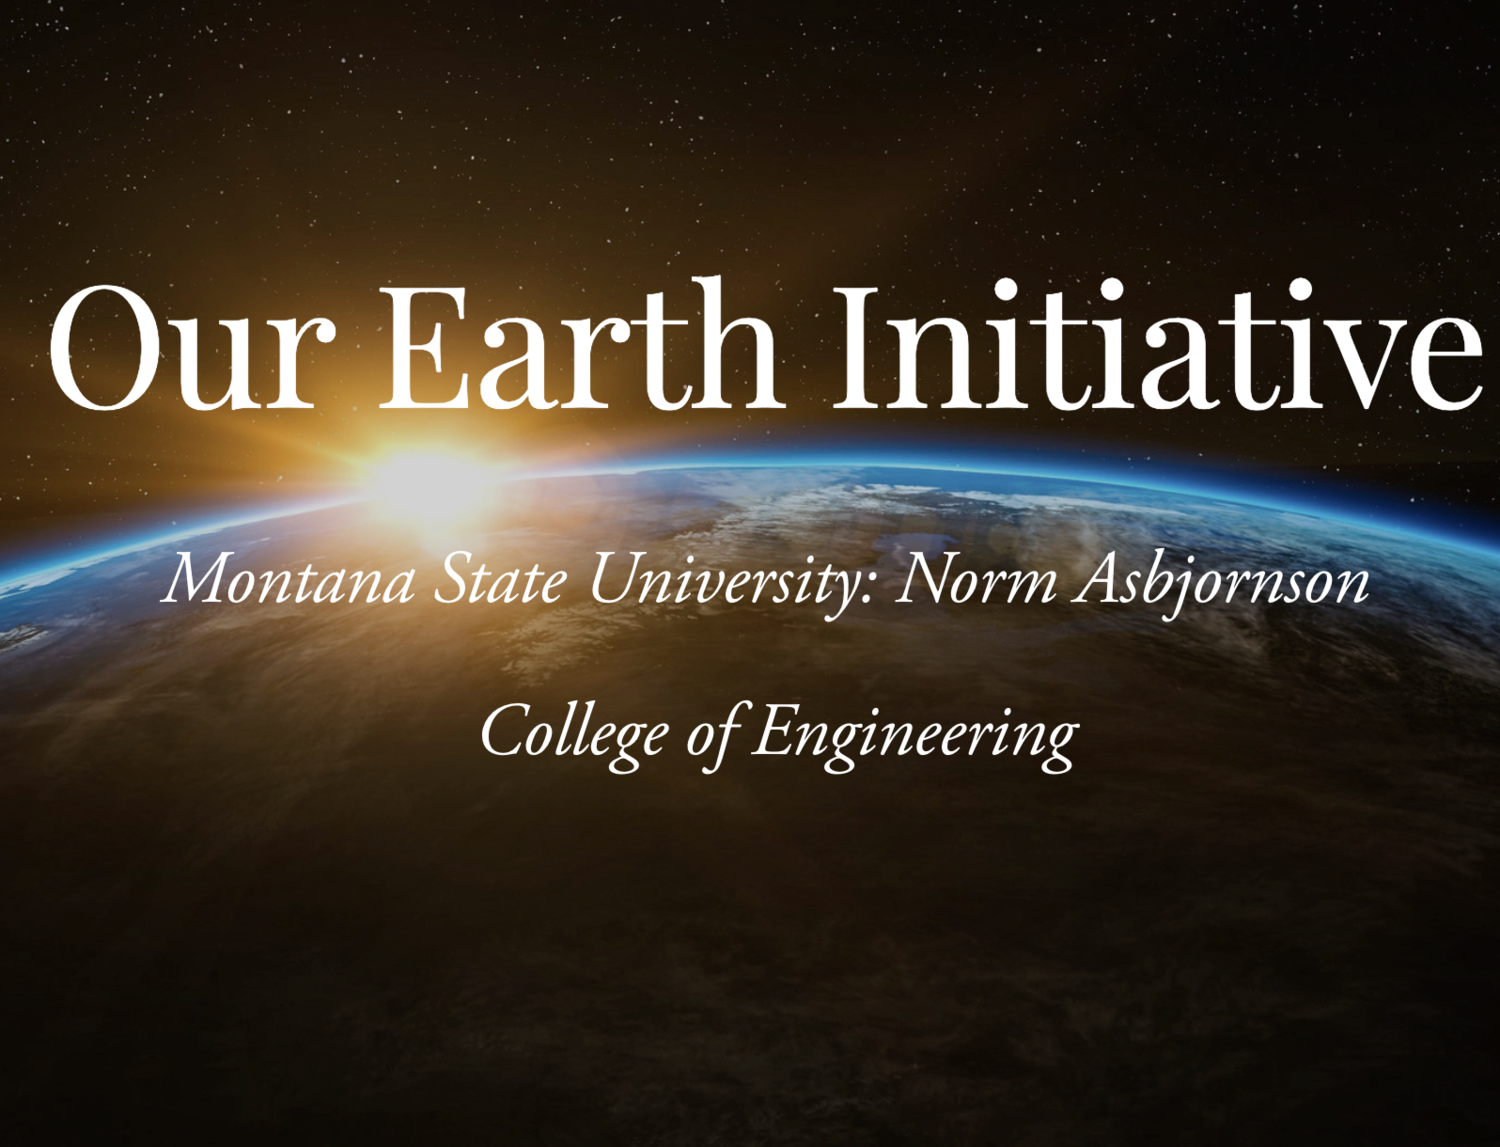 Our Earth Initiative
Montana State University: Norm Asbjornson
College of Engineering